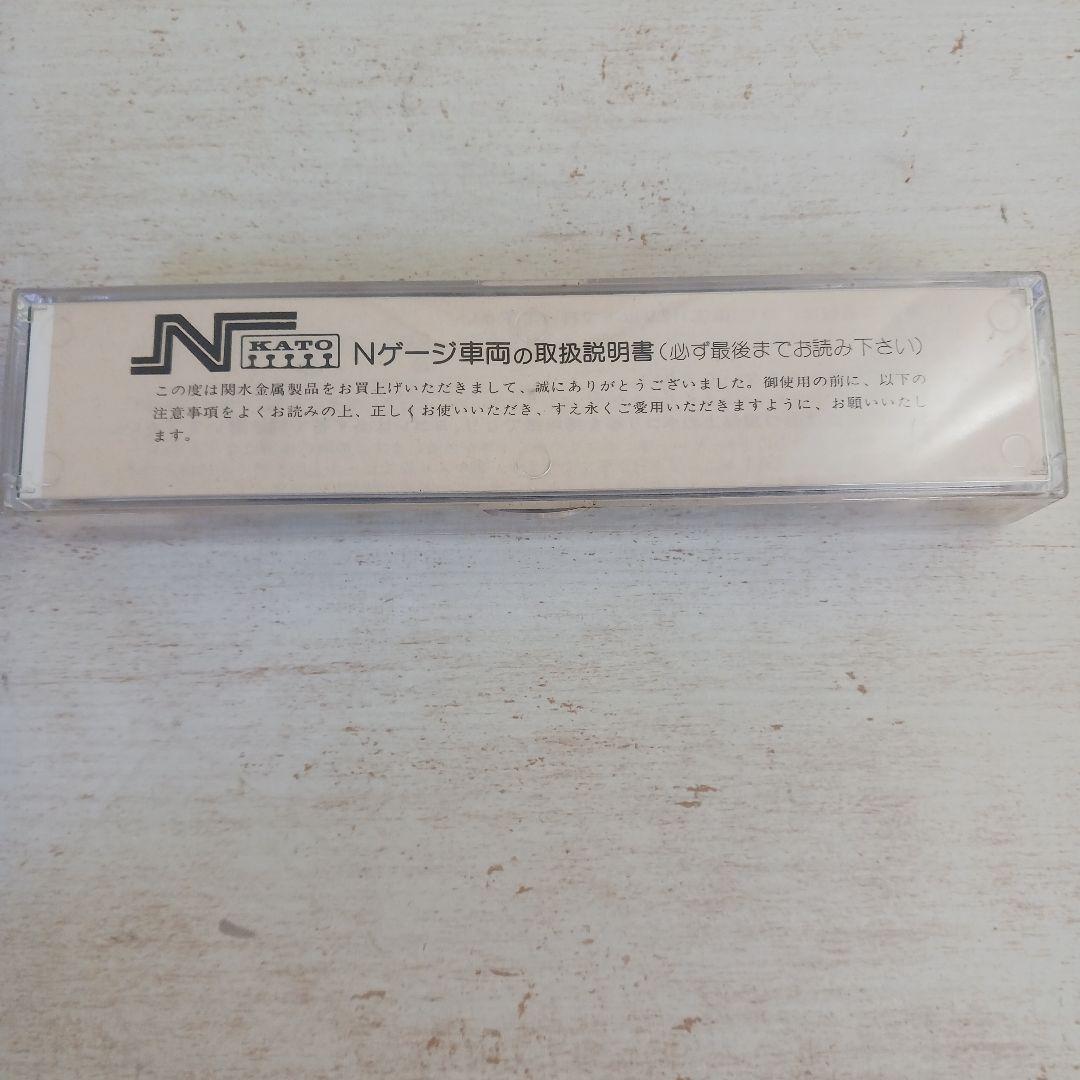 N KATO Nゲージ車両の取扱説明書(必ず最後までお読み下さい)
この度は関水金属製品をお買上げいただきまして、誠にありがとうございました。御使用の前に、以下の
注意事項をよくお読みの上、正しくお使いいただき、すえ永くご愛用いただきますように、お願いいたし
ます。